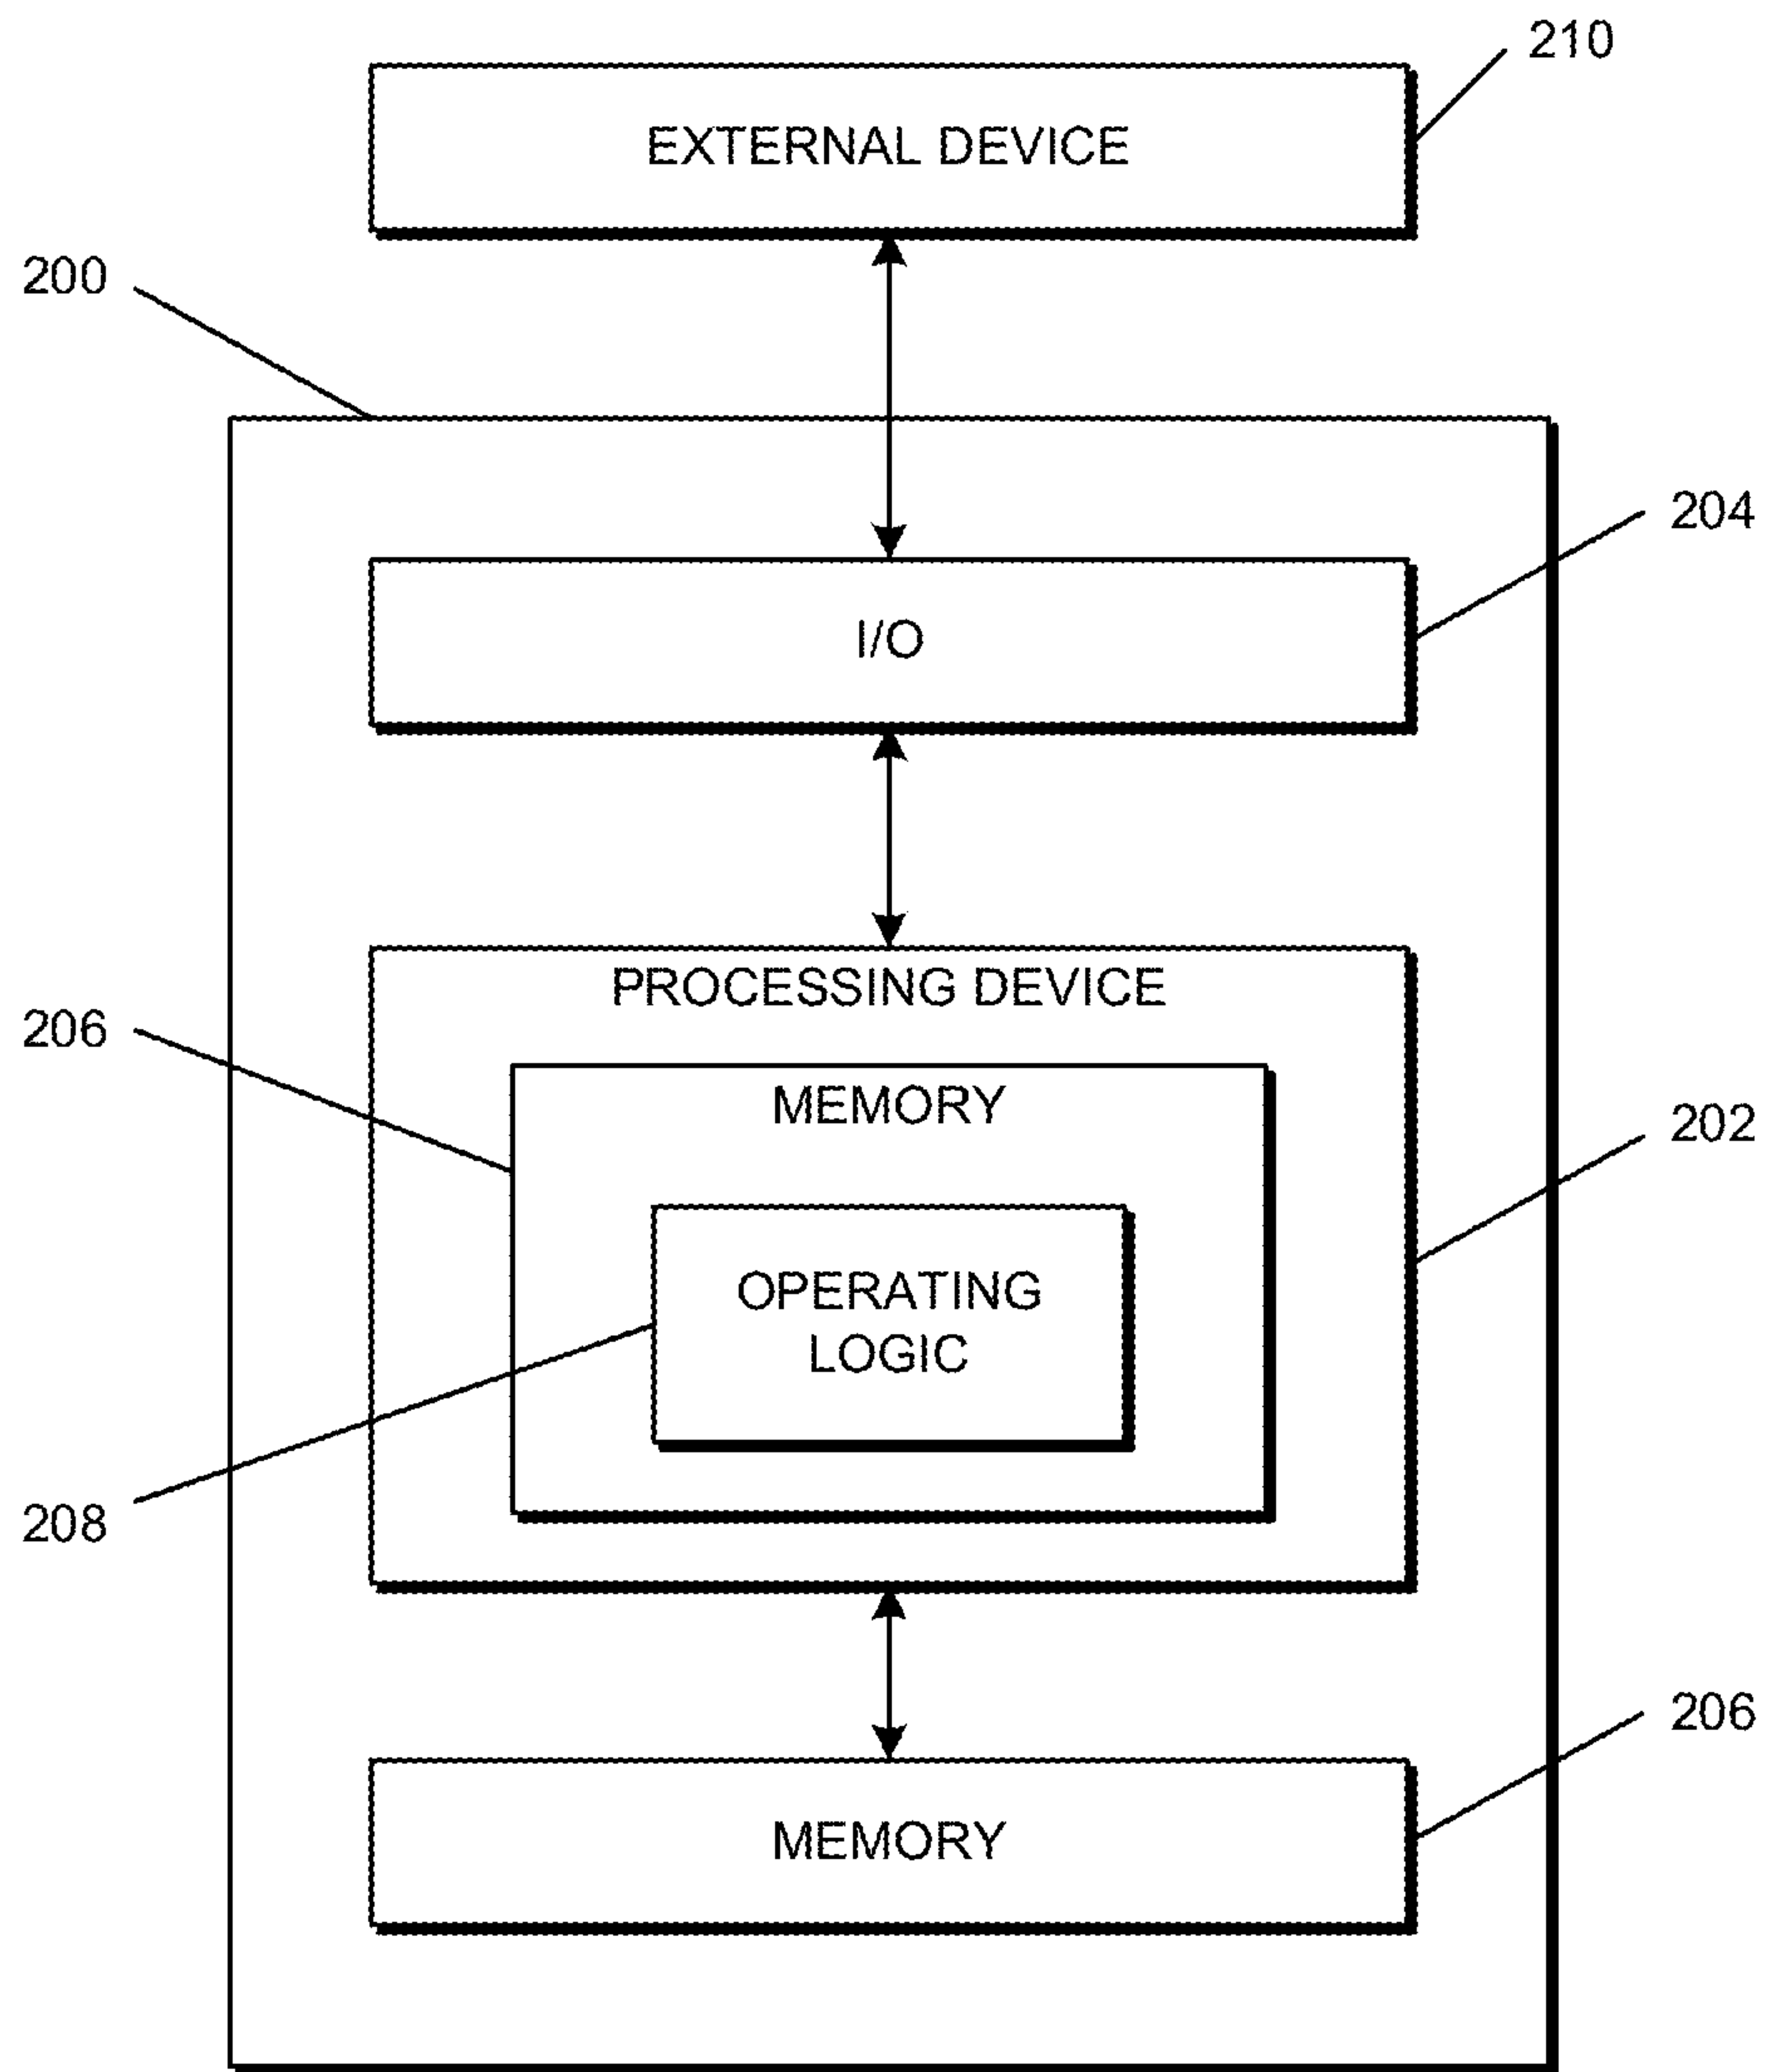 210
EXTERNAL DEVICE
200
204
I/O
PROCESSING DEVICE
206
MEMORY
202
OPERATING
LOGIC
208
206
MEMORY